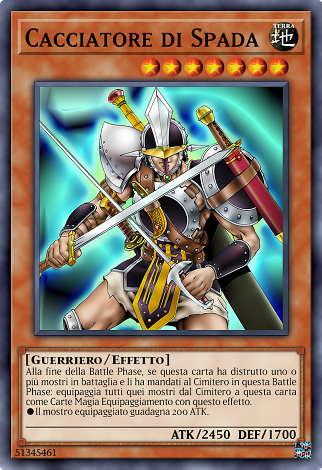 CACCIATORE DI SPADA
TERRA
地
[GUERRIERO/EFFETTO]
Alla fine della Battle Phase, se questa carta ha distrutto uno o
più mostri in battaglia e li ha mandati al Cimitero in questa Battle
Phase: equipaggia tutti quei mostri dal Cimitero a questa carta
come Carte Magia Equipaggiamento con questo effetto.
●Il mostro equipaggiato guadagna 200 ATK.
ATK/2450 DEF/1700
51345461